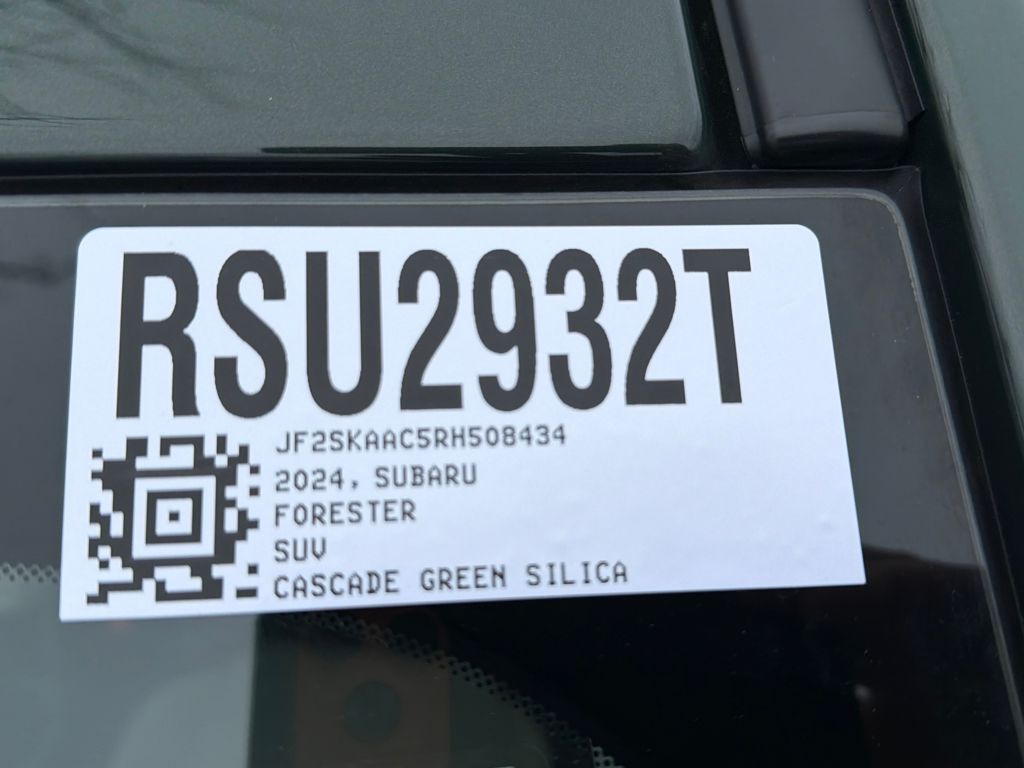 RSU2932T
JF2SKAAC5RH508434
2024, SUBARU
FORESTER
SUV
CASCADE GREEN SILICA